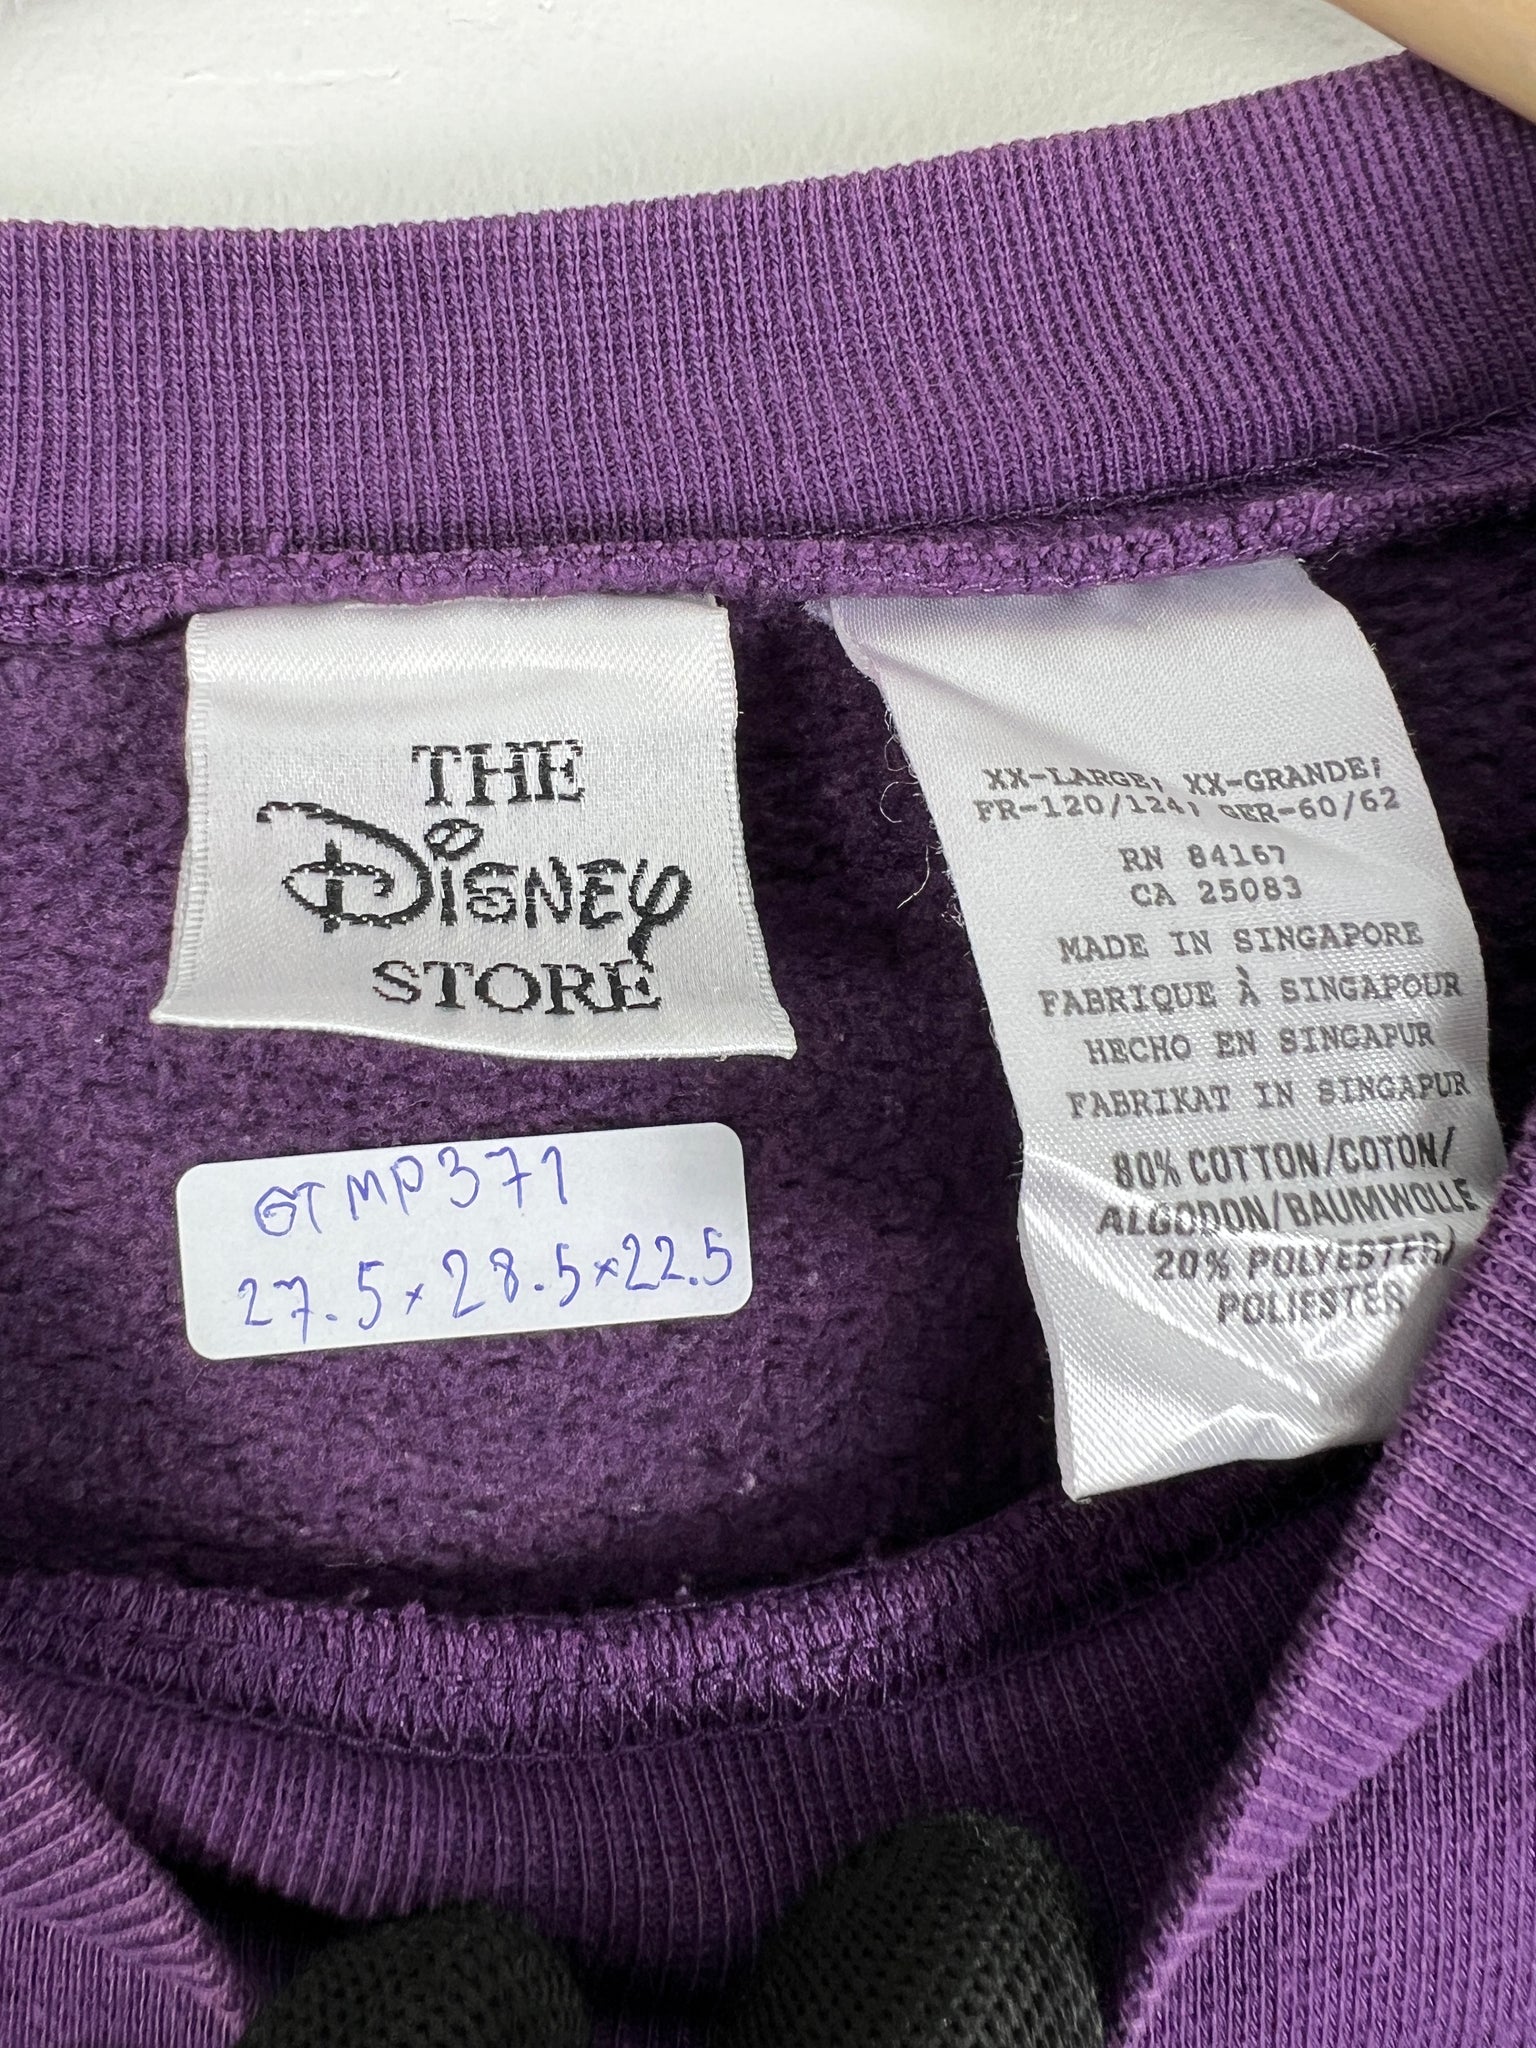 THE
DISNEY
STORE
GTMP371
27.5×28.5×22.5
XX-LARGE; XX-GRANDE;
FR-120/124; GER-60/62
RN 84167
CA 25083
MADE IN SINGAPORE
FABRIQUE À SINGAPOUR
HECHO EN SINGAPUR
FABRIKAT IN SINGAPUR
80% COTTON/COTON/
ALGODON/BAUMWOLLE
20% POLYESTER/
POLIESTER